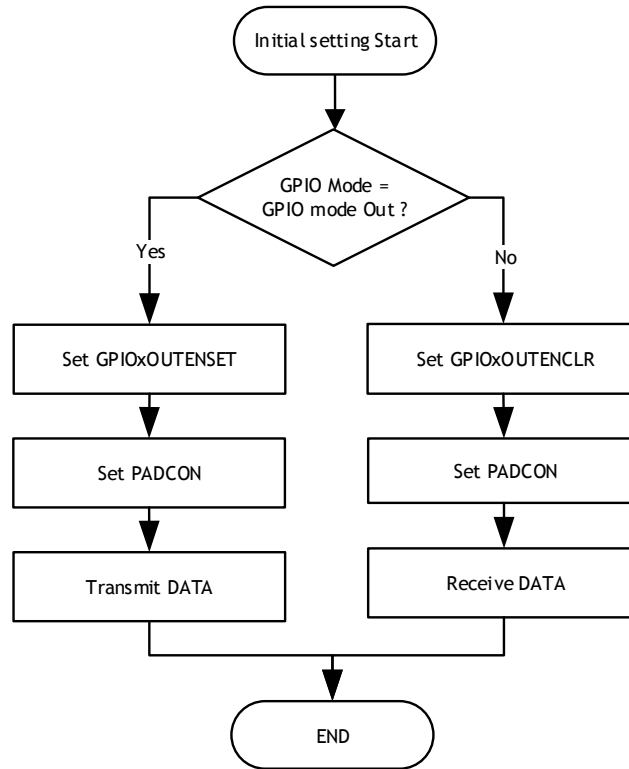 Initial setting Start
GPIO Mode =
GPIO mode Out ?
Yes
No
Set GPIOxOUTENSET
Set GPIOxOUTENCLR
Set PADCON
Set PADCON
Transmit DATA
Receive DATA
END